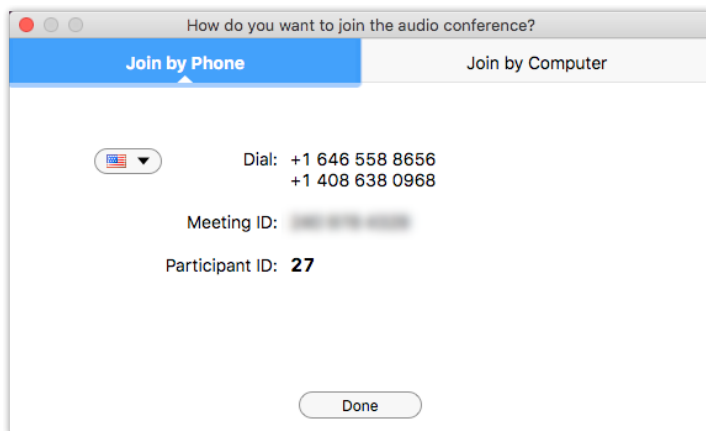 How do you want to join the audio conference?
Join by Phone
Join by Computer
Dial: +1 646 558 8656
+1 408 638 0968
Meeting ID:
Participant ID: 27
Done